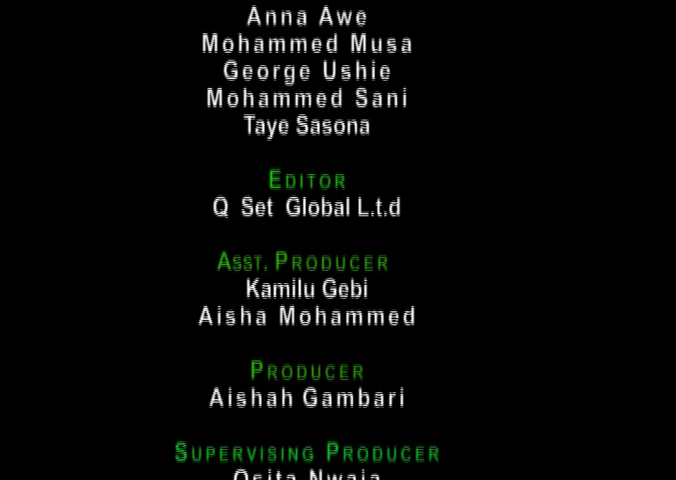 Anna Awe
Mohammed Musa
George Ushie
Mohammed Sani
Taye Sasona
EDITOR
Q Set Global L.t.d
ASST. PRODUCER
Kamilu Gebi
Aisha Mohammed
PRODUCER
Aishah Gambari
SUPERVISING PRODUCER
Osita